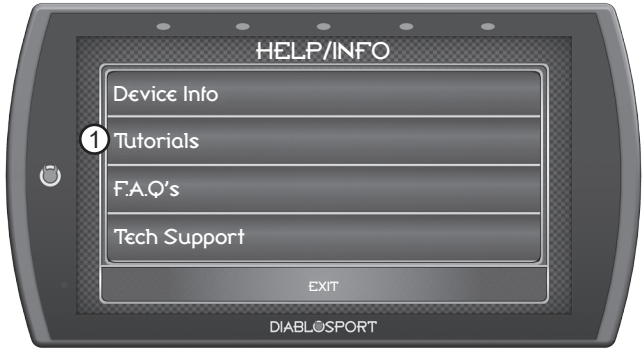 HELP/INFO
Device Info
1
Tutorials
F.A.Q's
Tech Support
EXIT
DIABLOSPORT